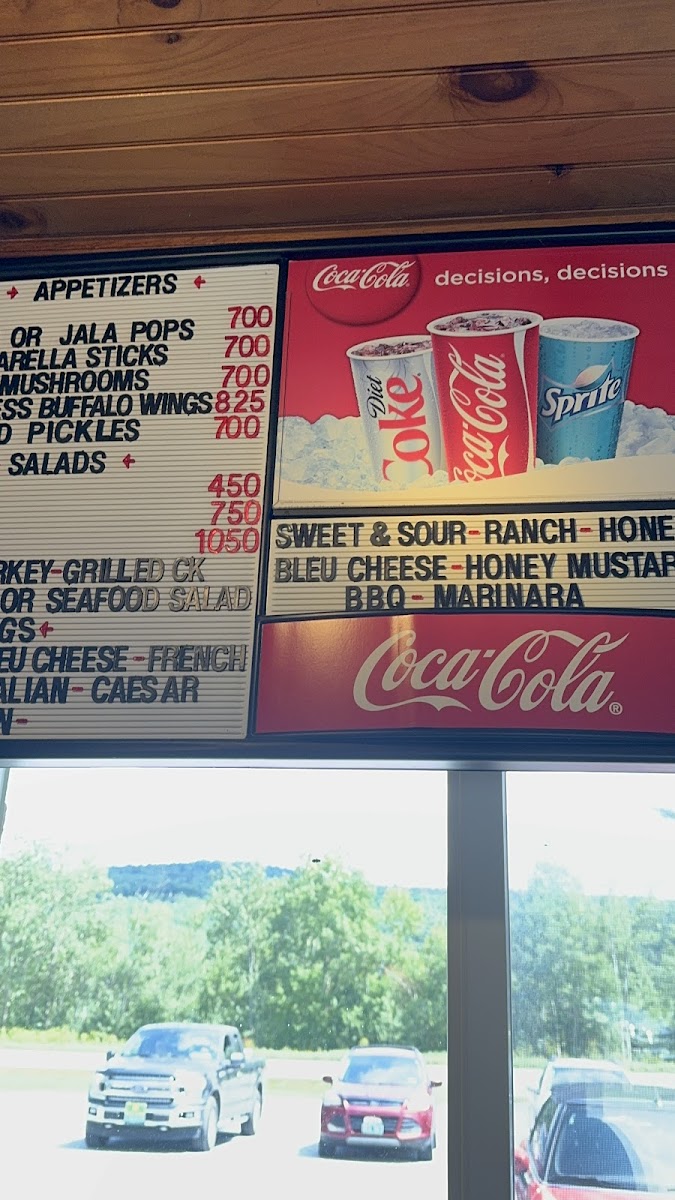 APPETIZERS
OR JALA POPS 700
ARELLA STICKS 700
MUSHROOMS 700
ESS BUFFALO WINGS 825
D PICKLES 700
SALADS
450
750
1050
RKEY-GRILLED CK
OR SEAFOOD SALAD
GS
EU CHEESE-FRENCH
ALIAN-CAESAR
N-
Coca-Cola decisions, decisions
Diet Coke
Coca-Cola
Sprite
SWEET & SOUR-RANCH-HONE
BLEU CHEESE-HONEY MUSTAR
BBQ-MARINARA
Coca-Cola®